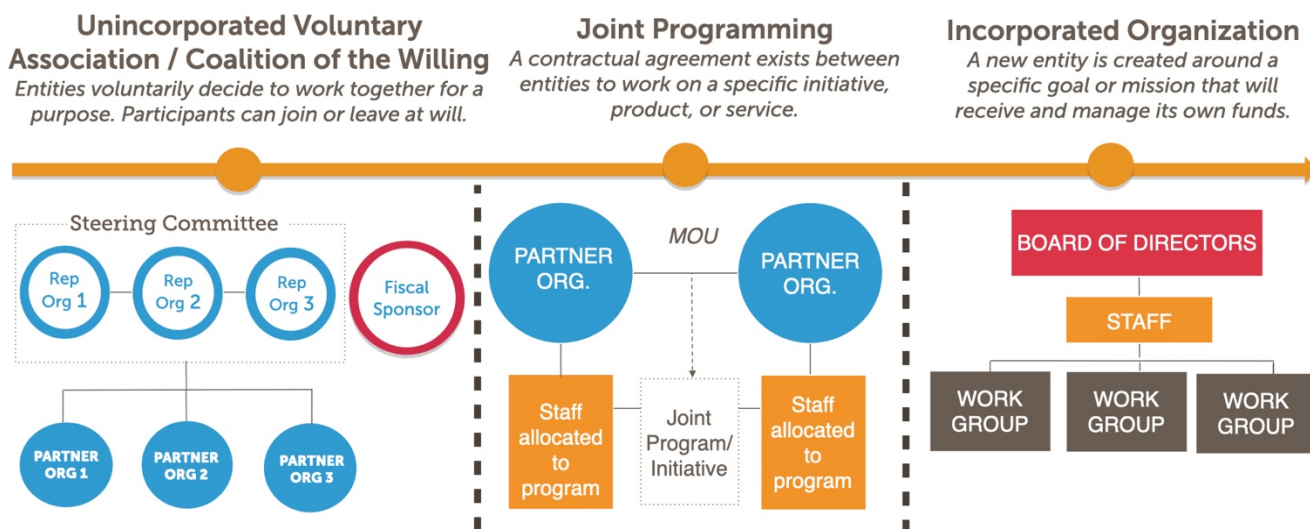 Unincorporated Voluntary
Association / Coalition of the Willing
Entities voluntarily decide to work together for a
purpose. Participants can join or leave at will.
Joint Programming
A contractual agreement exists between
entities to work on a specific initiative,
product, or service.
Incorporated Organization
A new entity is created around a
specific goal or mission that will
receive and manage its own funds.
Steering Committee
Rep
Org 1
Rep
Org 2
Rep
Org 3
Fiscal
Sponsor
PARTNER
ORG 1
PARTNER
ORG 2
PARTNER
ORG 3
PARTNER
ORG.
MOU
PARTNER
ORG.
Staff
allocated
to
program
Joint
Program/
Initiative
Staff
allocated
to
program
BOARD OF DIRECTORS
STAFF
WORK
GROUP
WORK
GROUP
WORK
GROUP